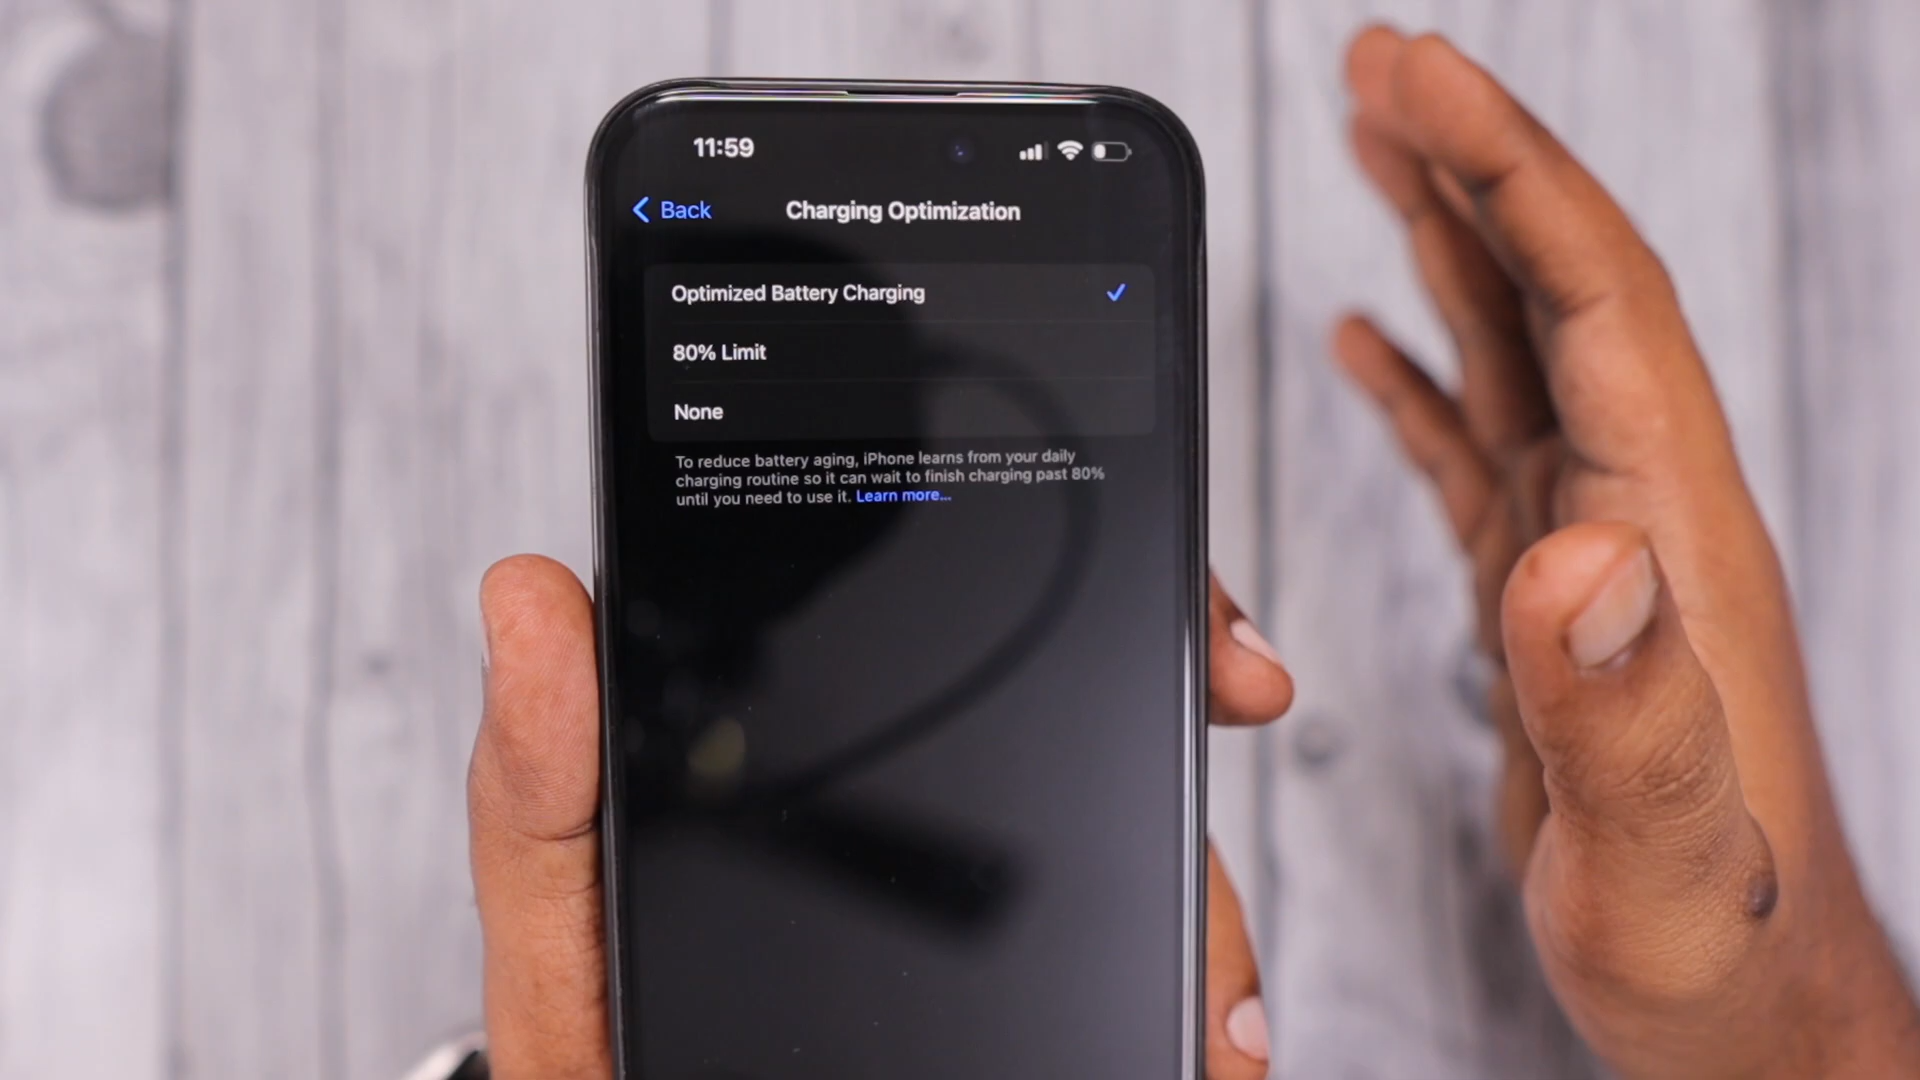 11:59
Back
Charging Optimization
Optimized Battery Charging
80% Limit
None
To reduce battery aging, iPhone learns from your daily
charging routine so it can wait to finish charging past 80%
until you need to use it. Learn more...